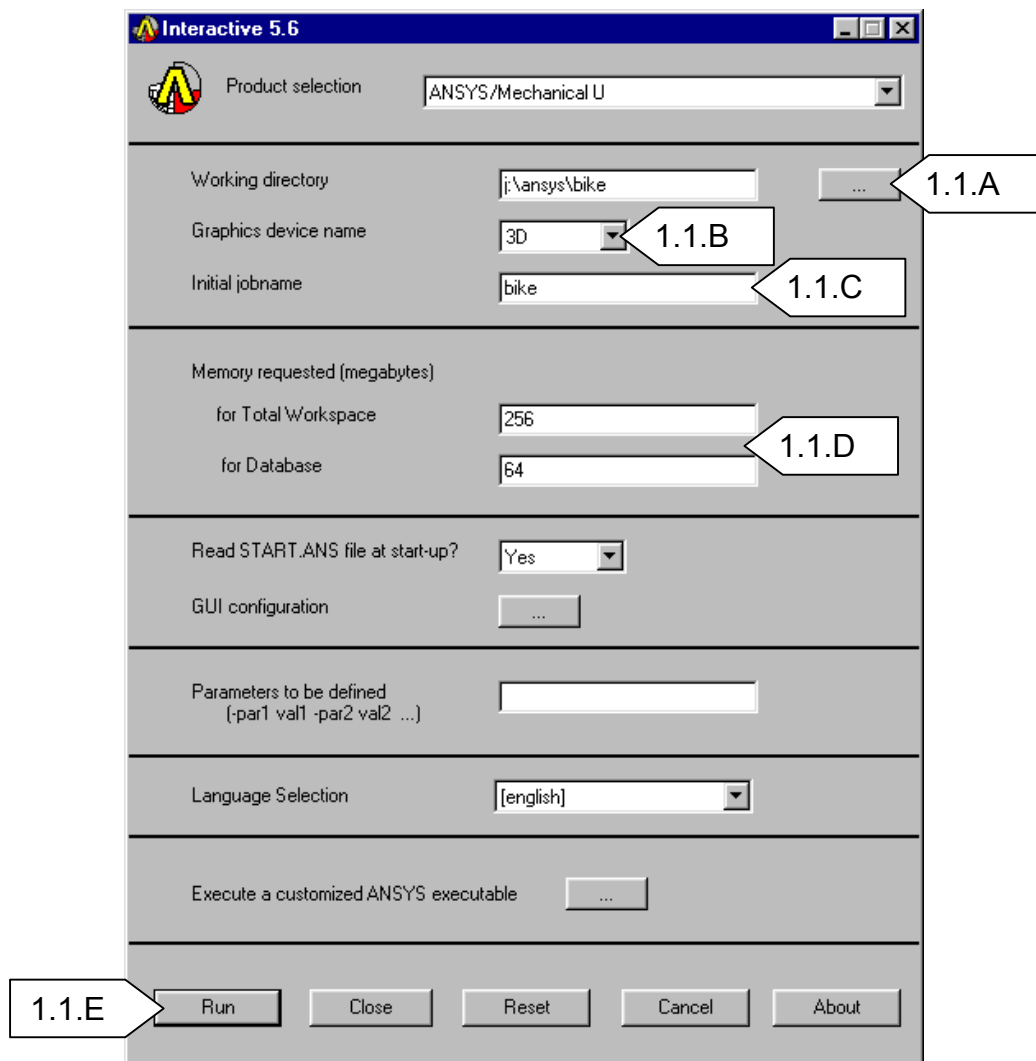 Interactive 5.6
Product selection
ANSYS/Mechanical U
Working directory
j:\ansys\bike
...
1.1.A
Graphics device name
3D
1.1.B
Initial jobname
bike
1.1.C
Memory requested (megabytes)
for Total Workspace
256
1.1.D
for Database
64
Read START.ANS file at start-up?
Yes
GUI configuration
...
Parameters to be defined
(-par1 val1 -par2 val2 ...)
Language Selection
[english]
Execute a customized ANSYS executable
...
1.1.E
Run
Close
Reset
Cancel
About